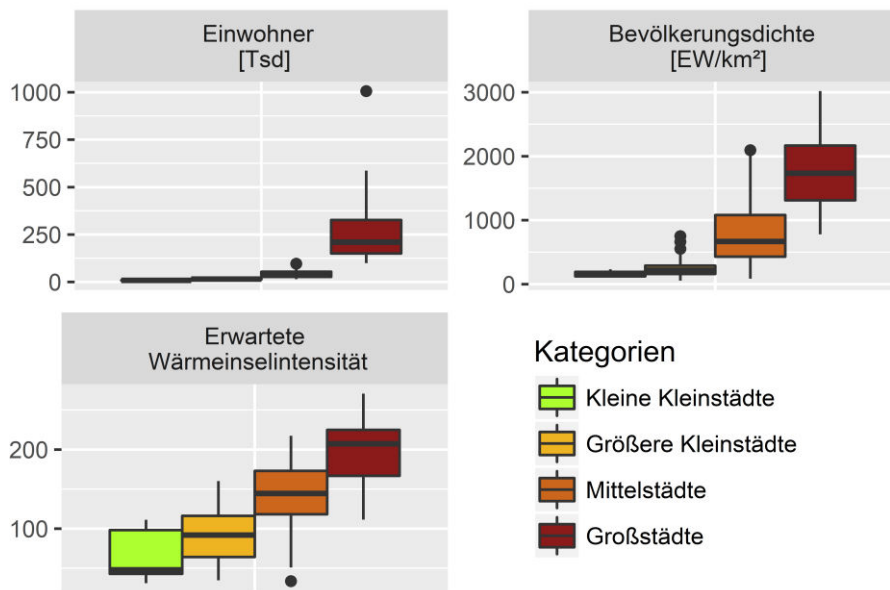 Einwohner
[Tsd]
1000
750
500
250
0
Bevölkerungsdichte
[EW/km²]
3000
2000
1000
0
Erwartete
Wärmeinselintensität
200
100
Kategorien
Kleine Kleinstädte
Größere Kleinstädte
Mittelstädte
Großstädte